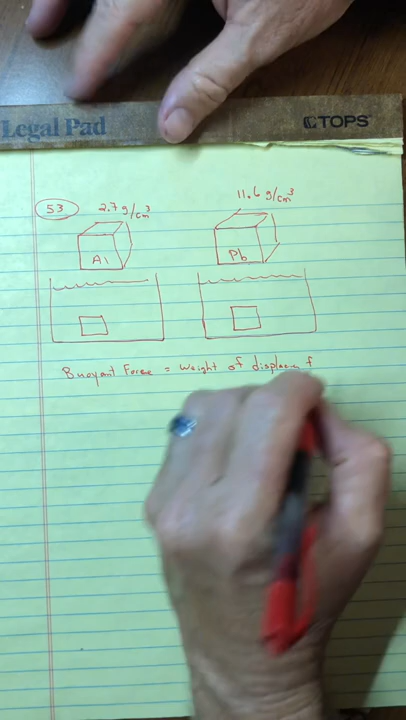 Legal Pad
TOPS
53
2.7 g/cm³
11.6 g/cm³
Al
Pb
Buoyant Force = Weight of displace f